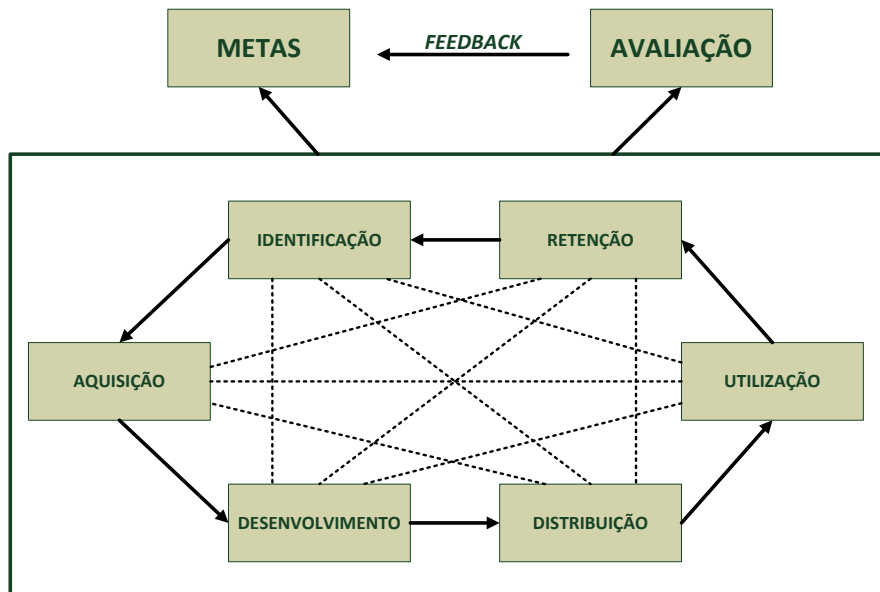 METAS
FEEDBACK
AVALIAÇÃO
IDENTIFICAÇÃO
RETENÇÃO
AQUISIÇÃO
UTILIZAÇÃO
DESENVOLVIMENTO
DISTRIBUIÇÃO